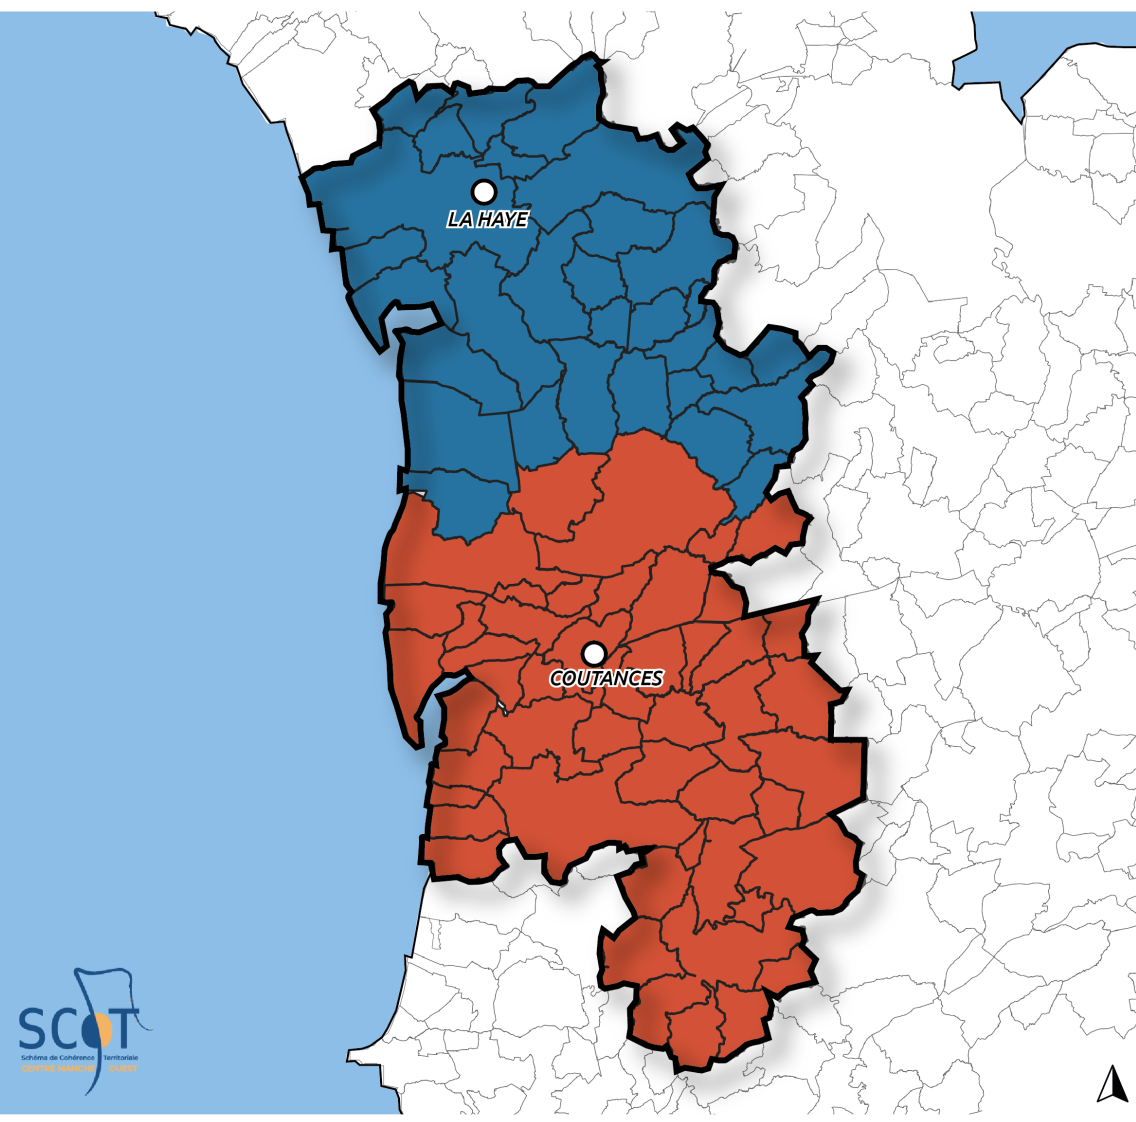 LA HAYE
COUTANCES
SCOT
Schéma de Cohérence Territoriale
CENTRE MANCHE OUEST